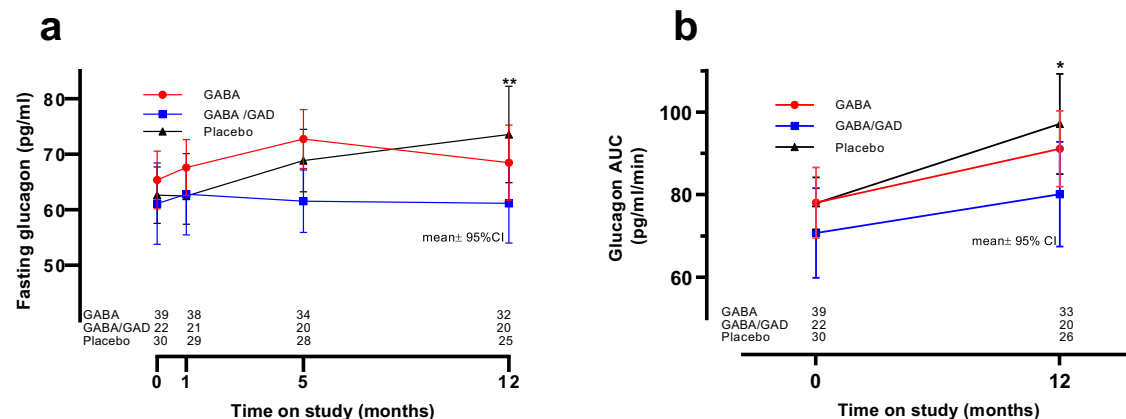 a
Fasting glucagon (pg/ml)
80
70
60
50
GABA
GABA /GAD
Placebo
**
mean± 95%CI
GABA 39 38 34 32
GABA/GAD 22 21 20 20
Placebo 30 29 28 25
0 1 5 12
Time on study (months)
b
Glucagon AUC
(pg/ml/min)
100
80
60
GABA
GABA/GAD
Placebo
*
mean± 95% CI
GABA 39 33
GABA/GAD 22 20
Placebo 30 26
0 12
Time on study (months)